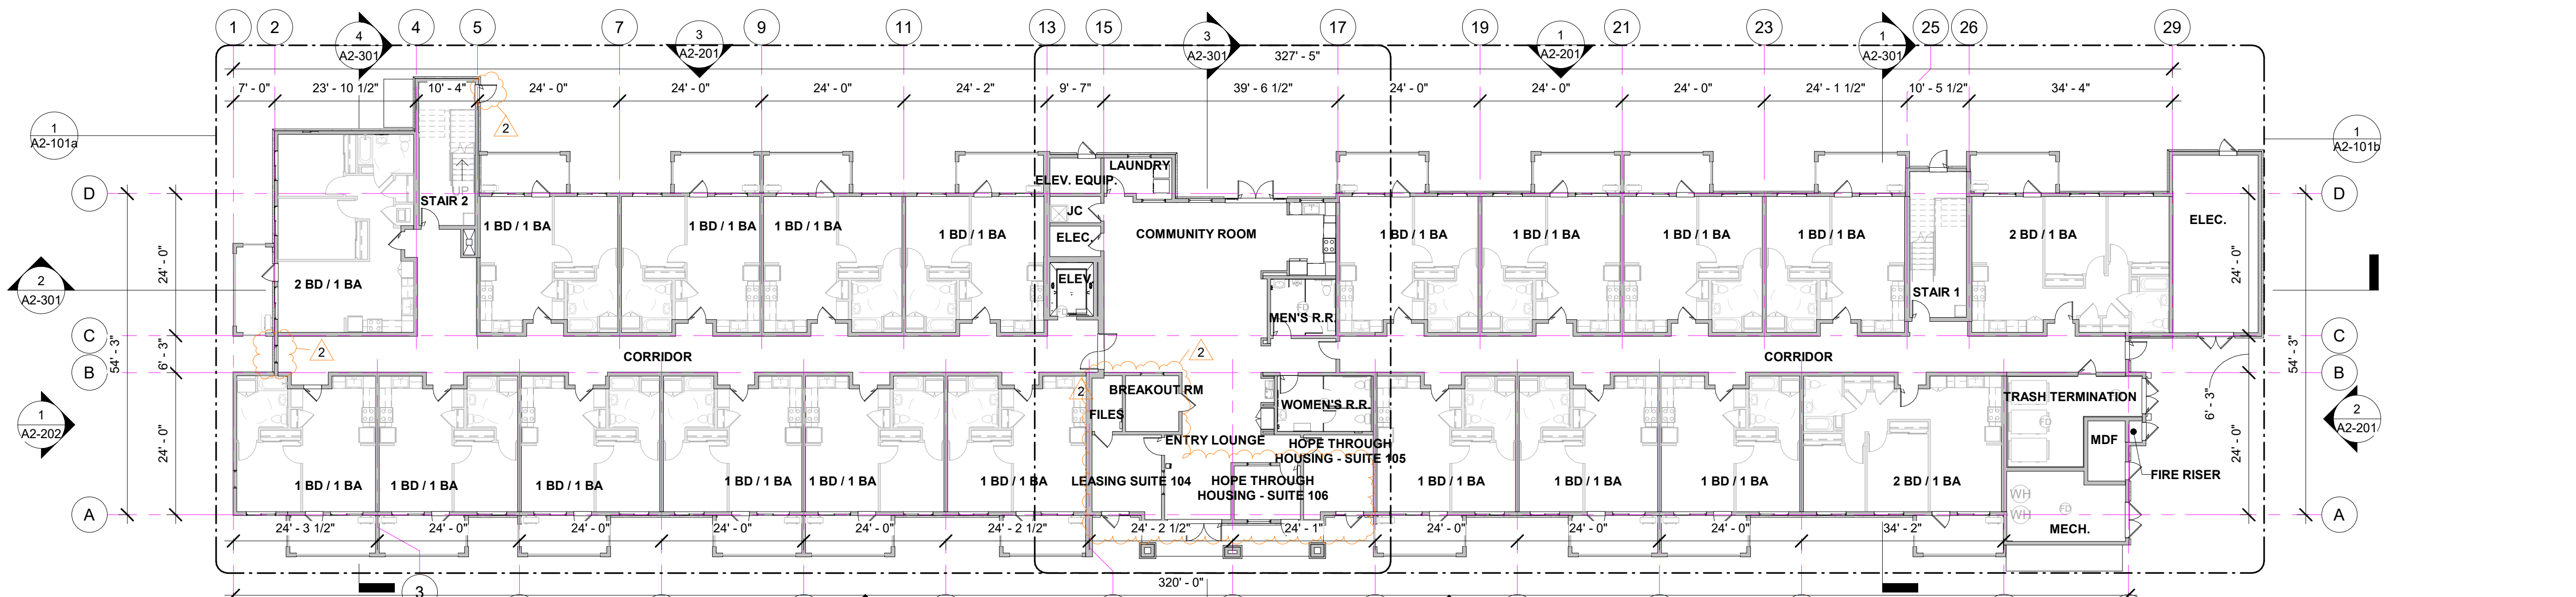 1 2 4 5 7 9 11 13 15 17 19 21 23 25 26 29
4
A2-301
3
A2-201
3
A2-301
1
A2-201
1
A2-301
327' - 5"
7' - 0" 23' - 10 1/2" 10' - 4" 24' - 0" 24' - 0" 24' - 0" 24' - 2" 9' - 7" 39' - 6 1/2" 24' - 0" 24' - 0" 24' - 0" 24' - 1 1/2" 10' - 5 1/2" 34' - 4"
2
1
A2-101a
1
A2-101b
LAUNDRY
ELEV. EQUIP.
D
D
UP
STAIR 2
JC
ELEC.
1 BD / 1 BA
1 BD / 1 BA
1 BD / 1 BA
1 BD / 1 BA
ELEC.
COMMUNITY ROOM
1 BD / 1 BA
1 BD / 1 BA
1 BD / 1 BA
1 BD / 1 BA
2 BD / 1 BA
24' - 0"
24' - 0"
2
A2-301
2 BD / 1 BA
ELEV.
STAIR 1
FD
MEN'S R.R.
C
C
54' - 3"
6' - 3"
2
CORRIDOR
2
CORRIDOR
54' - 3"
B
B
2
BREAKOUT RM
6' - 3"
TRASH TERMINATION
WOMEN'S R.R.
FILES
1
A2-202
2
A2-201
24' - 0"
ENTRY LOUNGE
HOPE THROUGH
HOUSING - SUITE 105
MDF
24' - 0"
FIRE RISER
1 BD / 1 BA
1 BD / 1 BA
1 BD / 1 BA
1 BD / 1 BA
1 BD / 1 BA
1 BD / 1 BA
LEASING SUITE 104
HOPE THROUGH
HOUSING - SUITE 106
1 BD / 1 BA
1 BD / 1 BA
1 BD / 1 BA
2 BD / 1 BA
WH
WH
FD
MECH.
A
A
24' - 3 1/2" 24' - 0" 24' - 0" 24' - 0" 24' - 0" 24' - 2 1/2" 24' - 2 1/2" 24' - 1" 24' - 0" 24' - 0" 24' - 0" 34' - 2"
320' - 0"
3